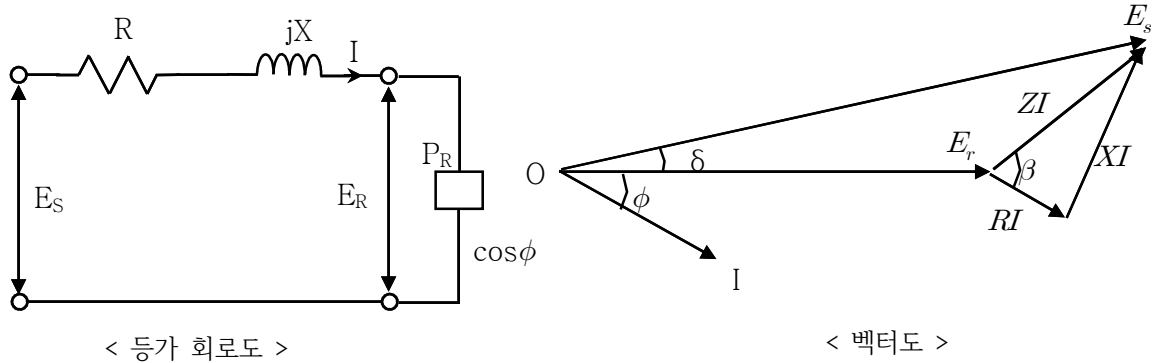 R
jX
I
E_S
E_R
P_R
cosϕ
< 등가 회로도 >
E_s
ZI
XI
E_r
β
δ
O
ϕ
RI
I
< 벡터도 >